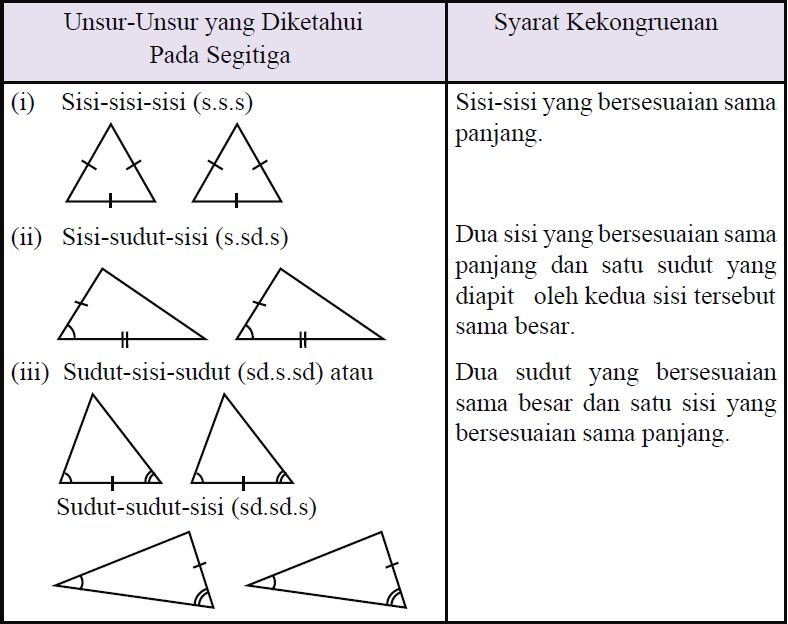 Unsur-Unsur yang Diketahui
Pada Segitiga
Syarat Kekongruenan
(i) Sisi-sisi-sisi (s.s.s)
Sisi-sisi yang bersesuaian sama
panjang.
(ii) Sisi-sudut-sisi (s.sd.s)
Dua sisi yang bersesuaian sama
panjang dan satu sudut yang
diapit oleh kedua sisi tersebut
sama besar.
(iii) Sudut-sisi-sudut (sd.s.sd) atau
Dua sudut yang bersesuaian
sama besar dan satu sisi yang
bersesuaian sama panjang.
Sudut-sudut-sisi (sd.sd.s)